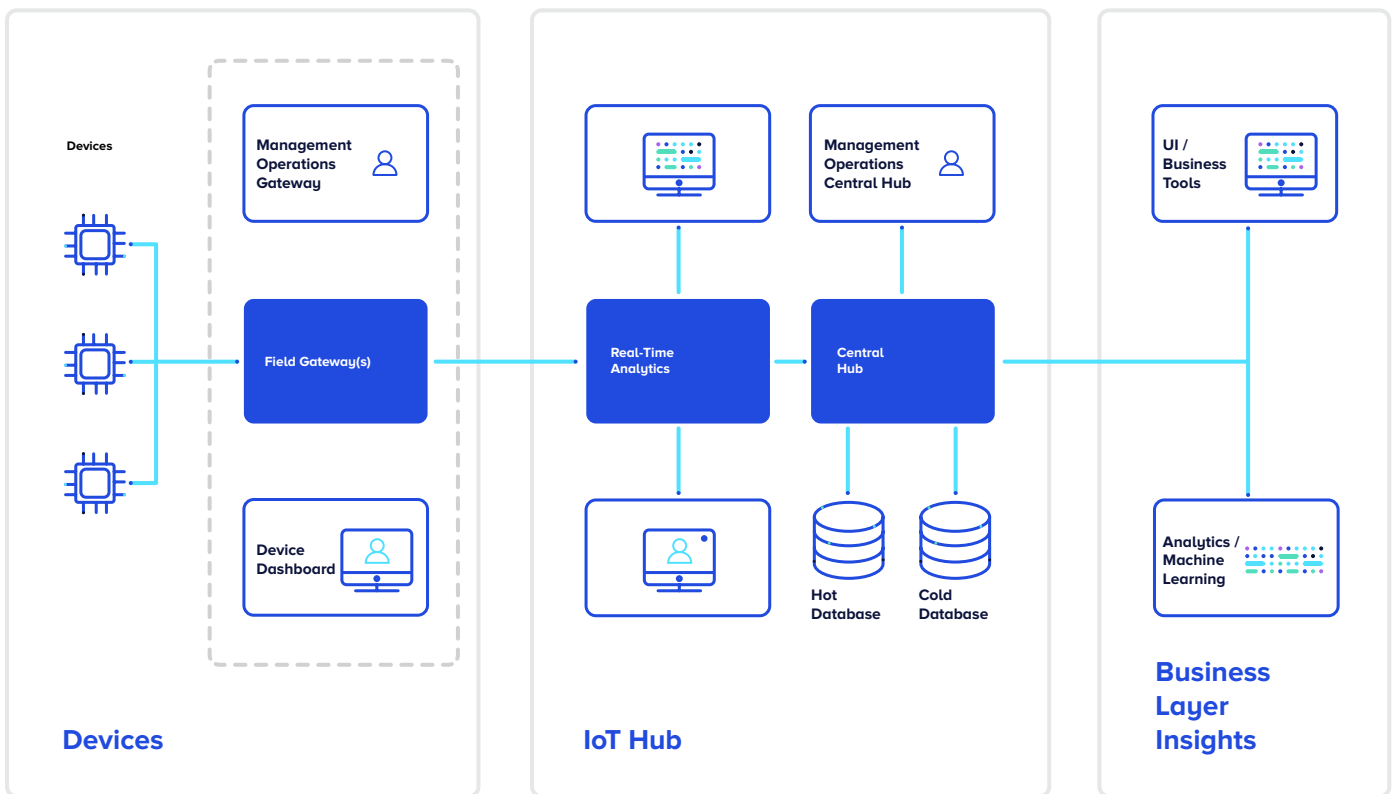 Devices
Management
Operations
Gateway
Field Gateway(s)
Device
Dashboard
Devices
Management
Operations
Central Hub
Real-Time
Analytics
Central
Hub
Hot
Database
Cold
Database
IoT Hub
UI /
Business
Tools
Analytics /
Machine
Learning
Business
Layer
Insights